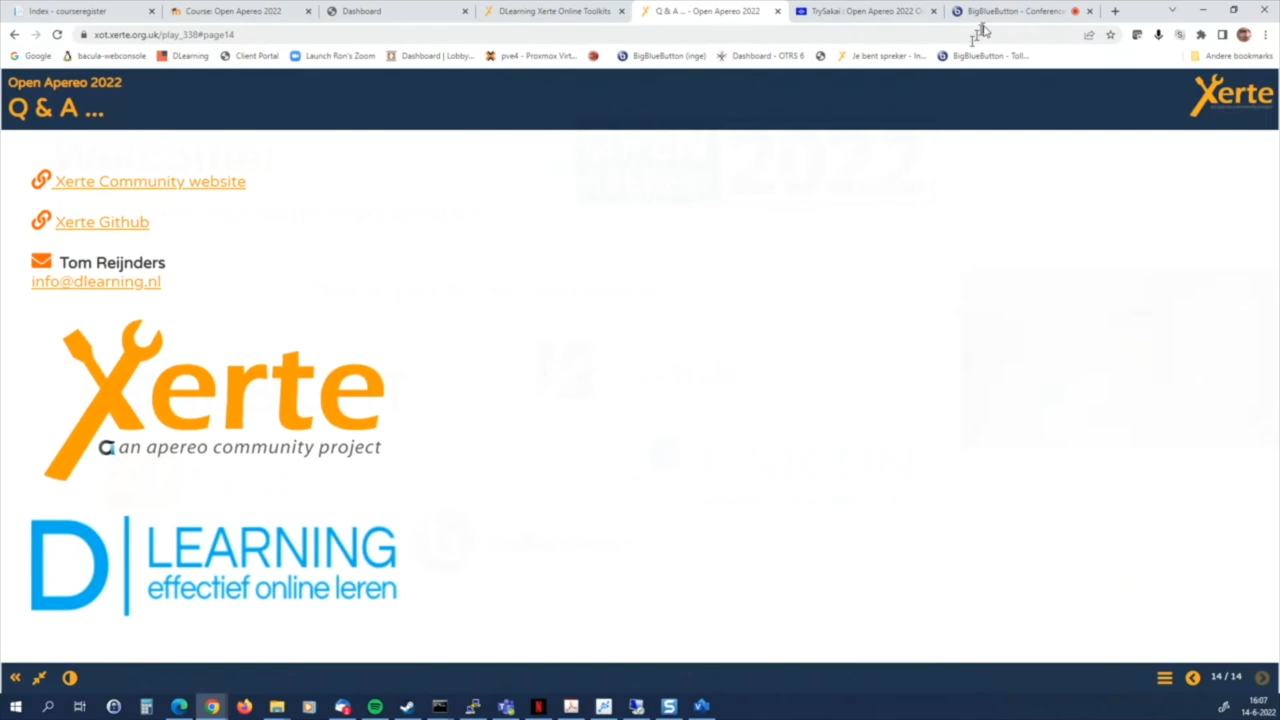 Index - courseregister
Course: Open Apereo 2022
Dashboard
DLearning Xerte Online Toolkits
Q & A ... - Open Apereo 2022
TrySakai : Open Apereo 2022 C
BigBlueButton - Conferenc
xot.xerte.org.uk/play_338#page14
Google
bacula-webconsole
DLearning
Client Portal
Launch Ron's Zoom
Dashboard | Lobby...
pve4 - Proxmox Virt...
BigBlueButton (inge)
Dashboard - OTRS 6
Je bent spreker - In...
BigBlueButton - Toll...
Andere bookmarks
Open Apereo 2022
Q & A ...
Xerte
Xerte Community website
Xerte Github
Tom Reijnders
info@dlearning.nl
Xerte
an apereo community project
D LEARNING
effectief online leren
14 / 14
16:07
14-6-2022